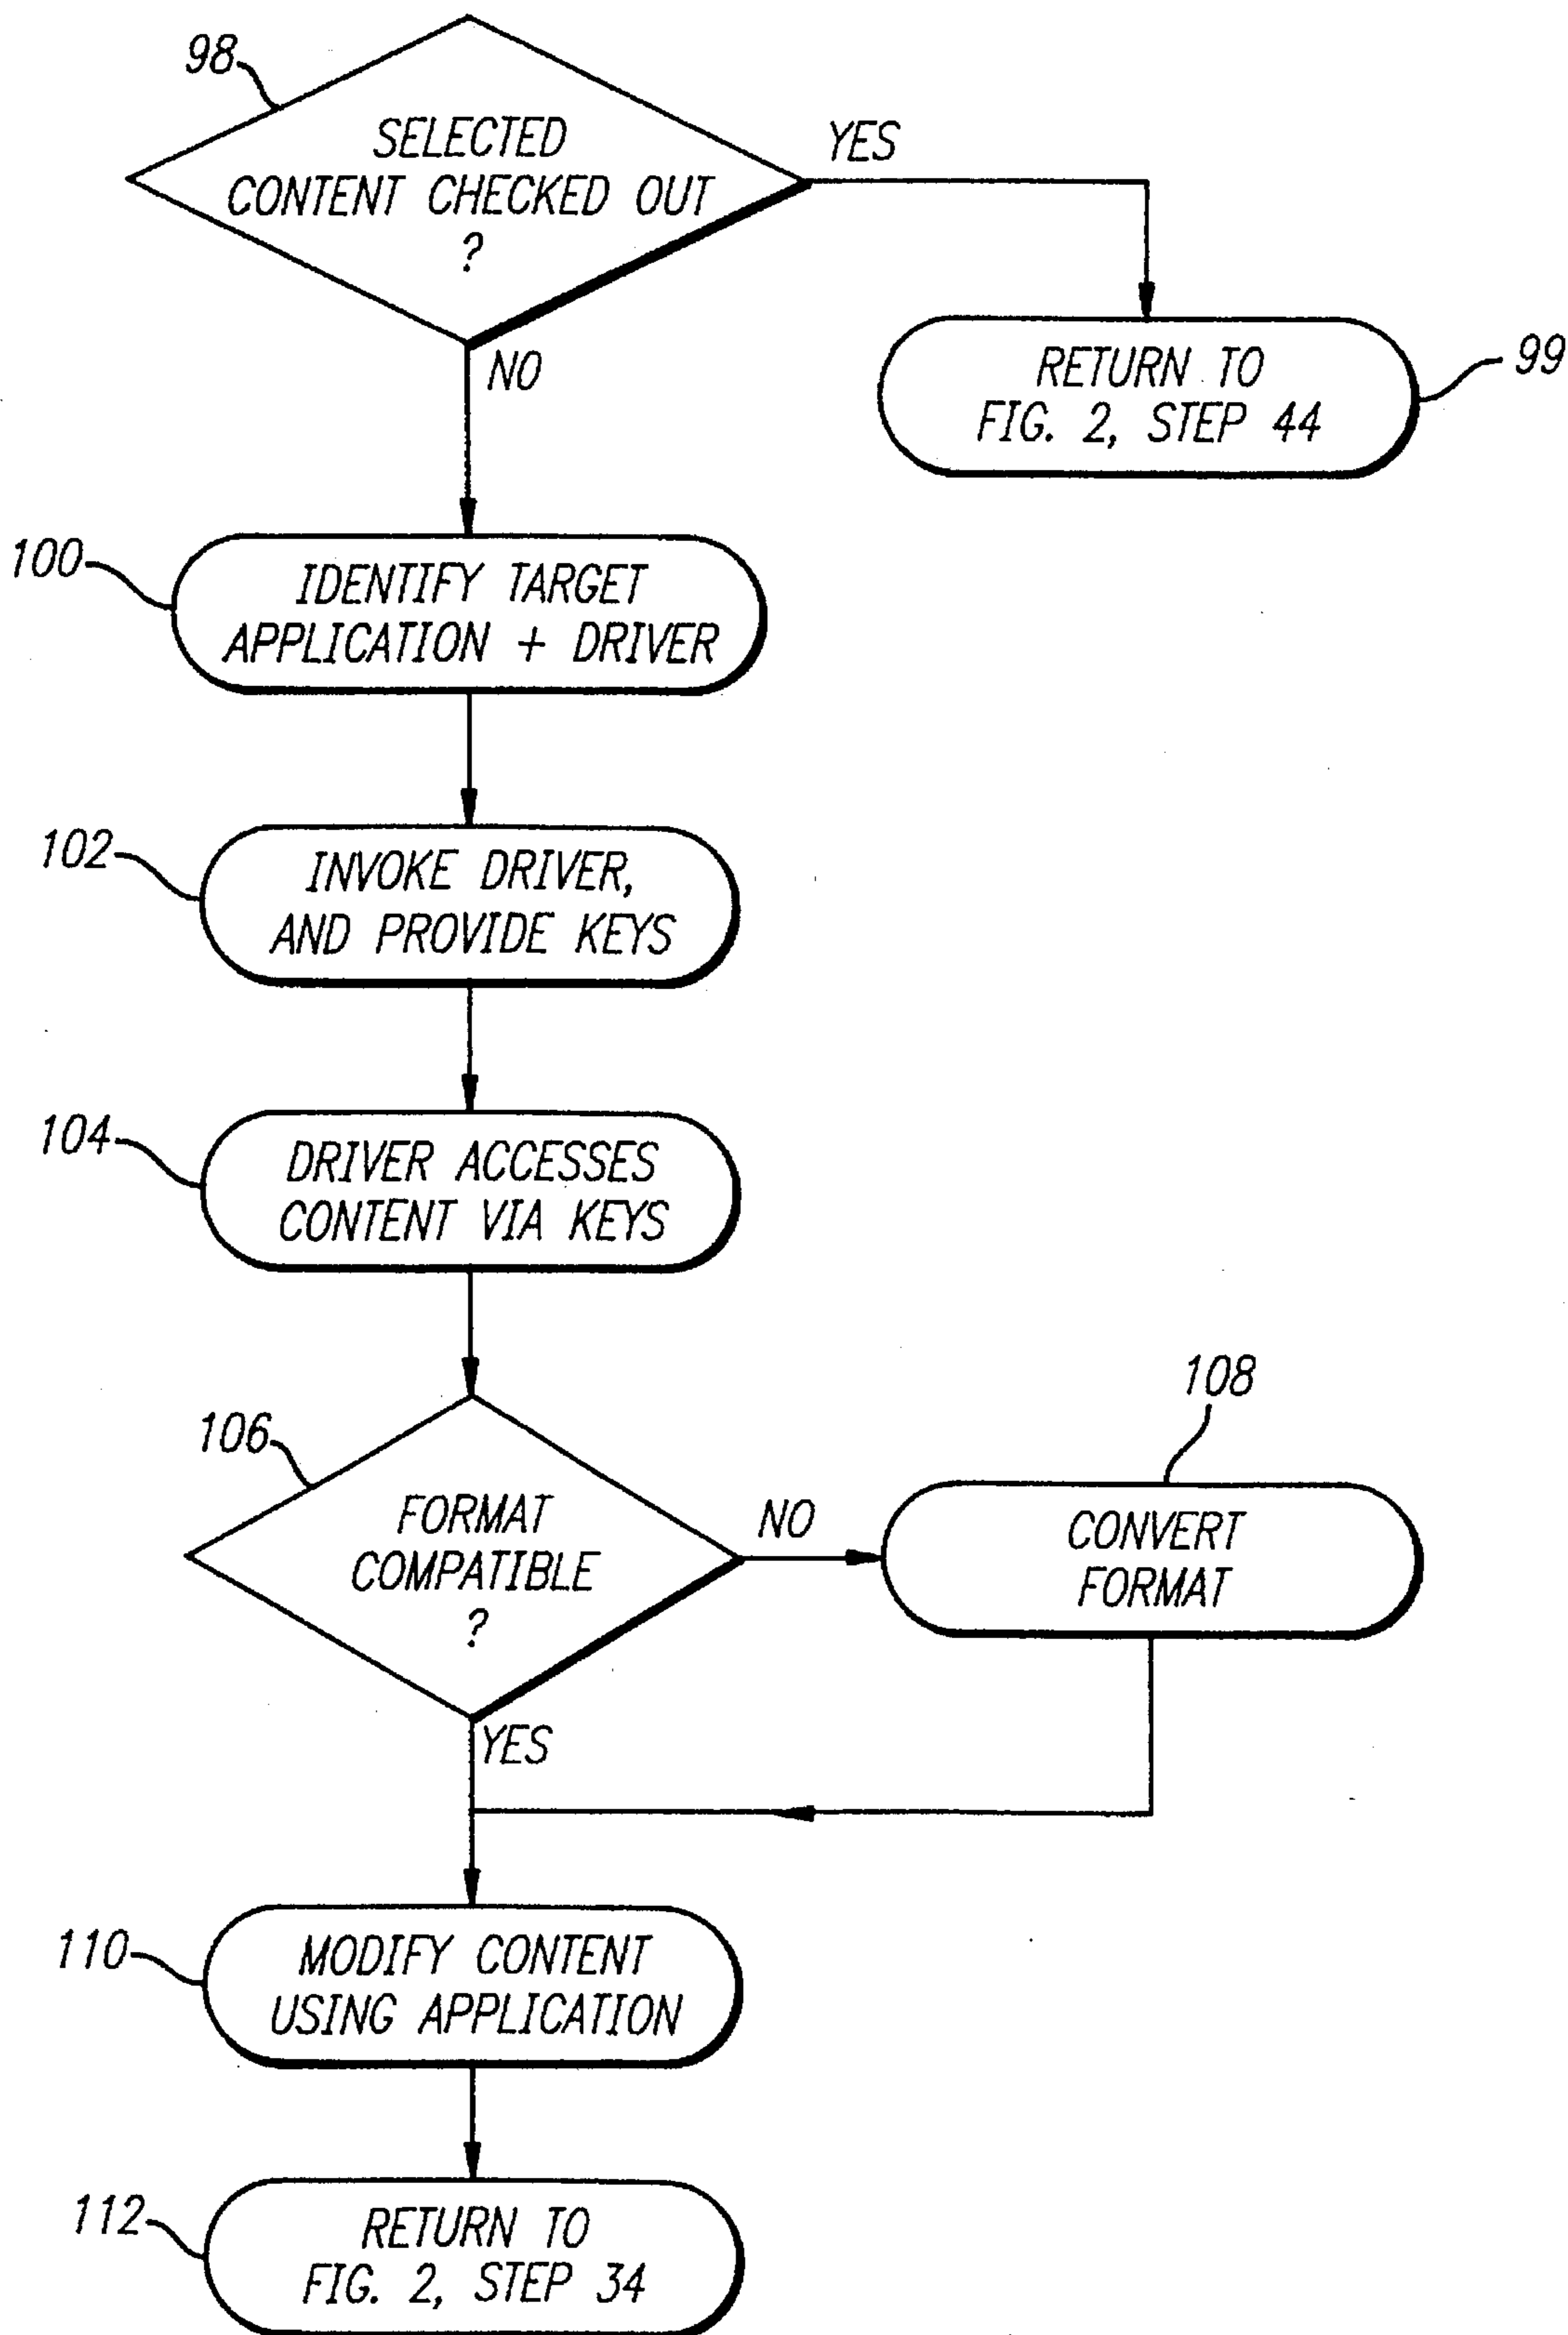 98
SELECTED
CONTENT CHECKED OUT
?
YES
NO
RETURN TO
FIG. 2, STEP 44
99
100
IDENTIFY TARGET
APPLICATION + DRIVER
102
INVOKE DRIVER,
AND PROVIDE KEYS
104
DRIVER ACCESSES
CONTENT VIA KEYS
106
FORMAT
COMPATIBLE
?
NO
YES
108
CONVERT
FORMAT
110
MODIFY CONTENT
USING APPLICATION
112
RETURN TO
FIG. 2, STEP 34